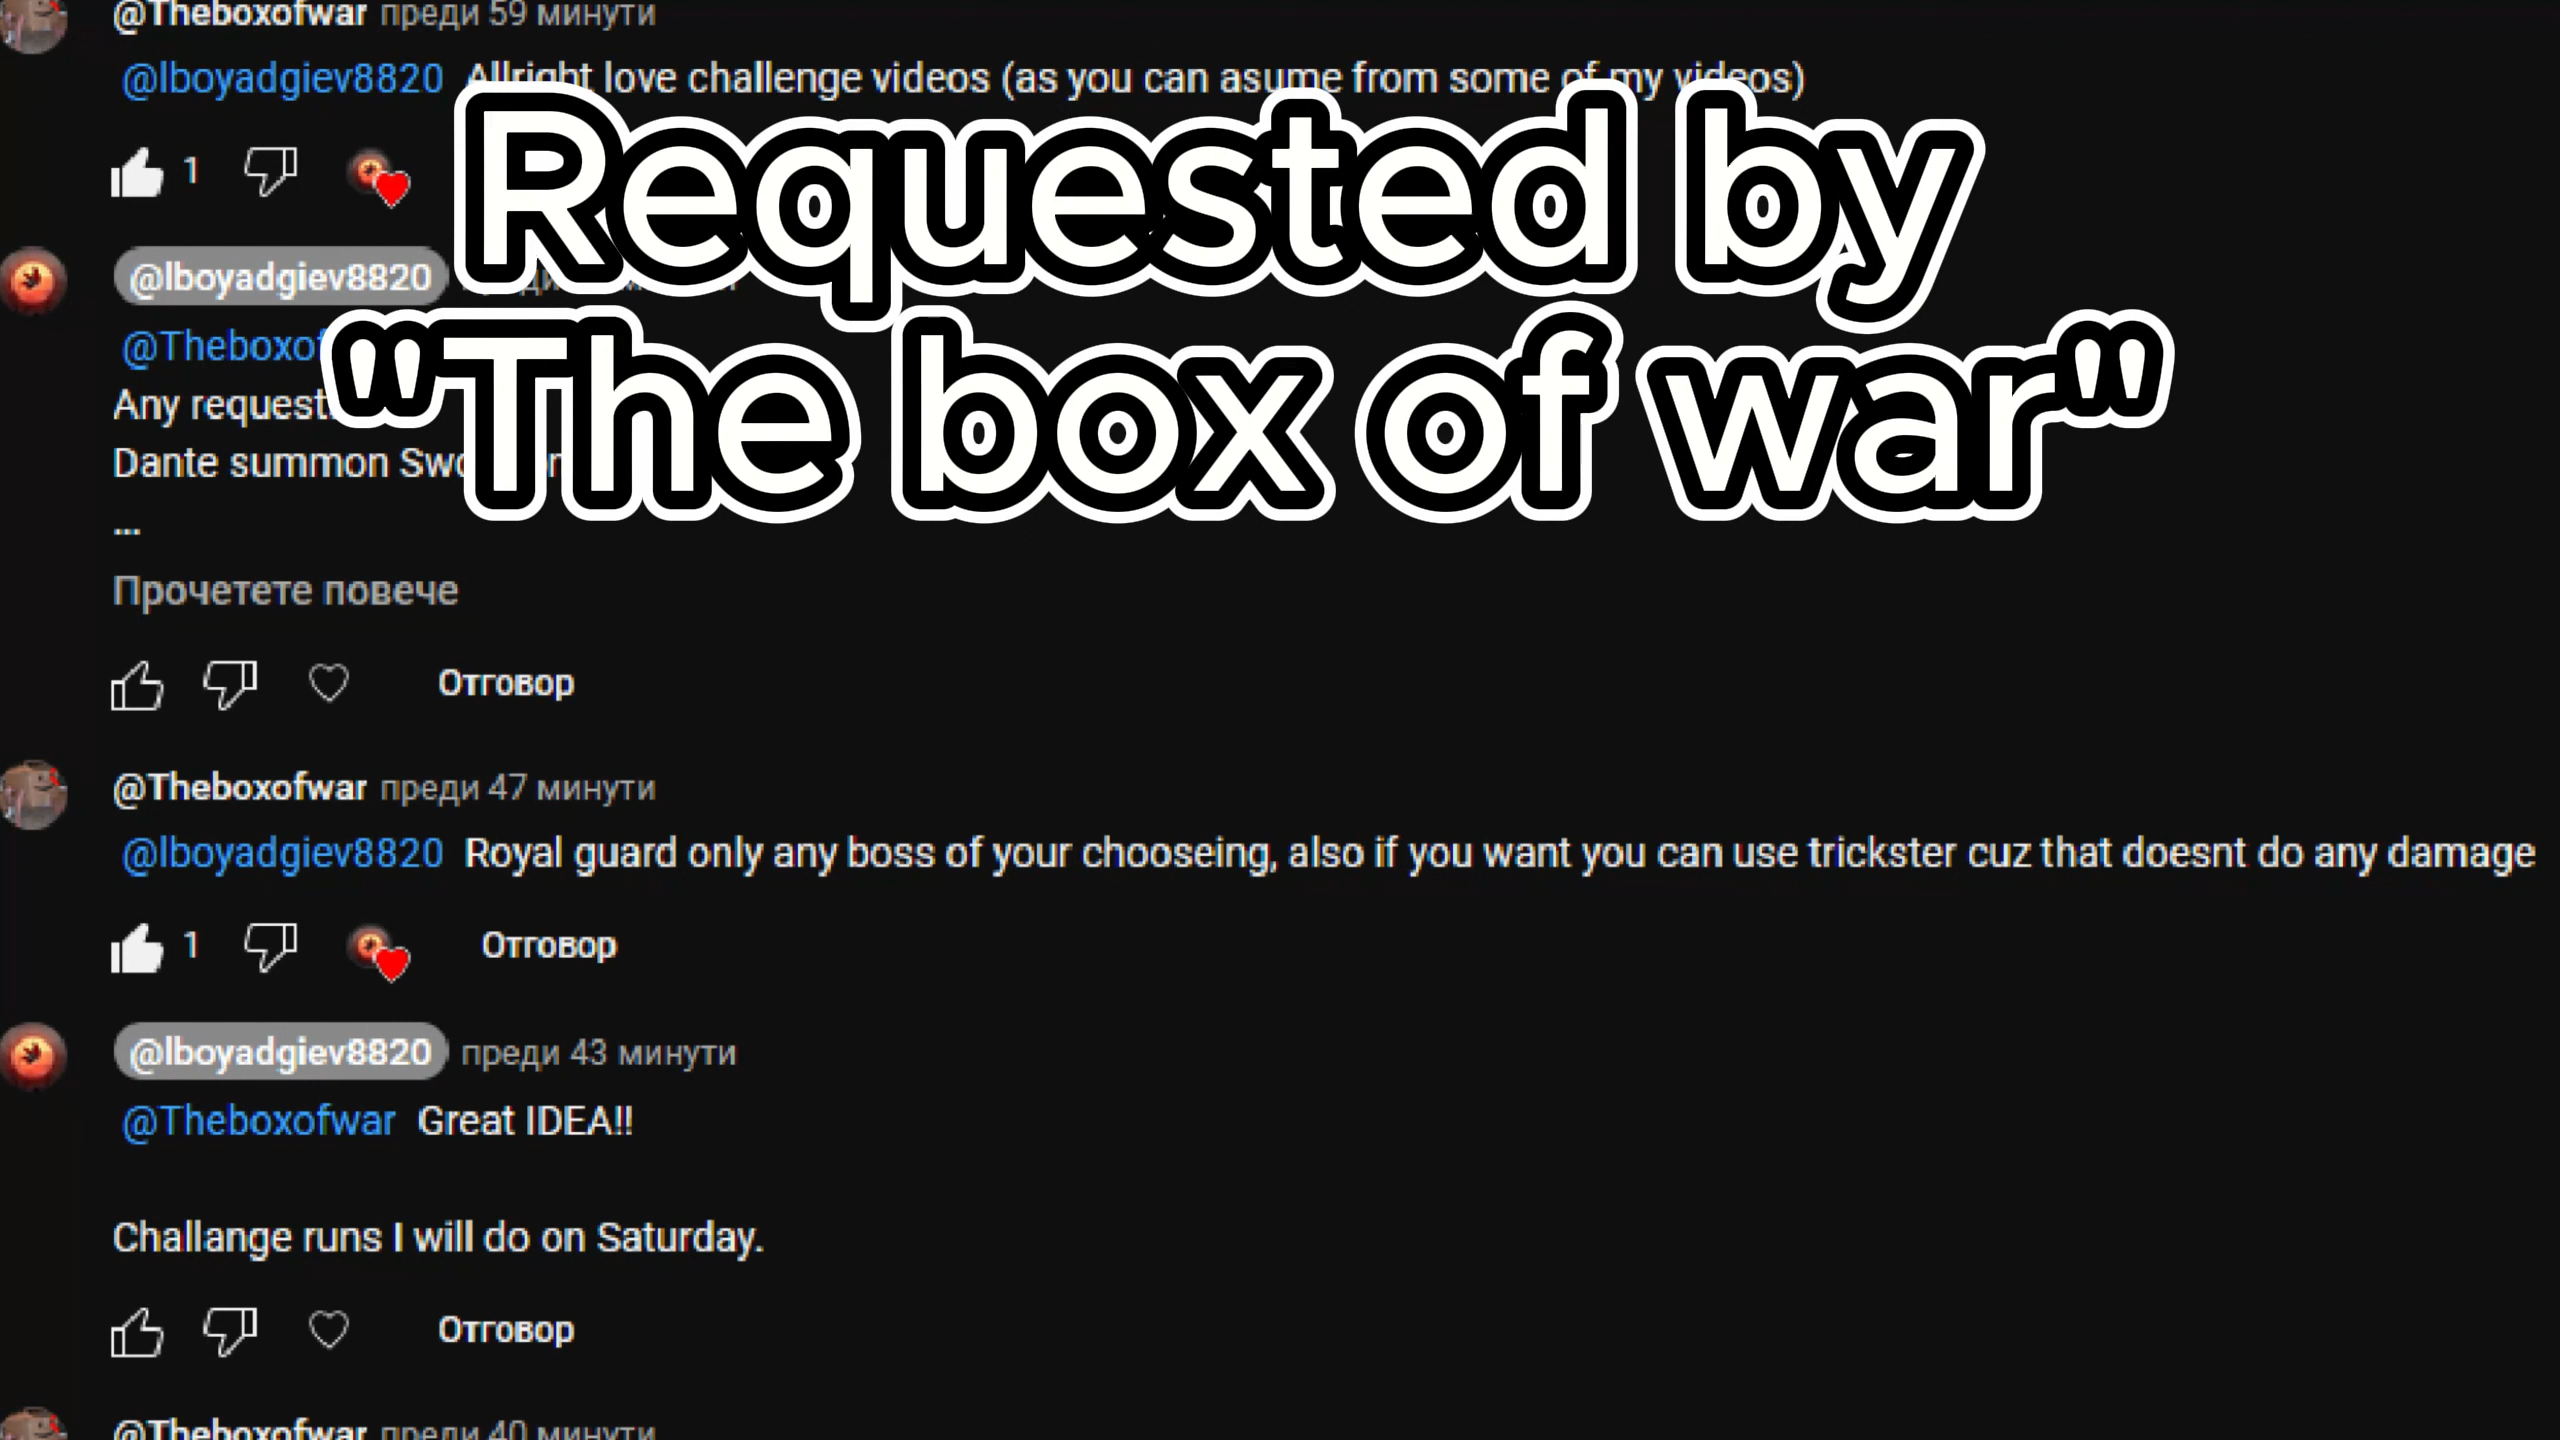 @Theboxofwar преди 59 минути
@lboyadgiev8820 Allright love challenge videos (as you can asume from some of my videos)
1
Requested by
"The box of war"
@lboyadgiev8820
Any request
Dante summon
...
Прочетете повече
Отговор
@Theboxofwar преди 47 минути
@lboyadgiev8820 Royal guard only any boss of your chooseing, also if you want you can use trickster cuz that doesnt do any damage
1
Отговор
@lboyadgiev8820 преди 43 минути
@Theboxofwar Great IDEA!!
Challange runs I will do on Saturday.
Отговор
@Theboxofwar преди 40 минути